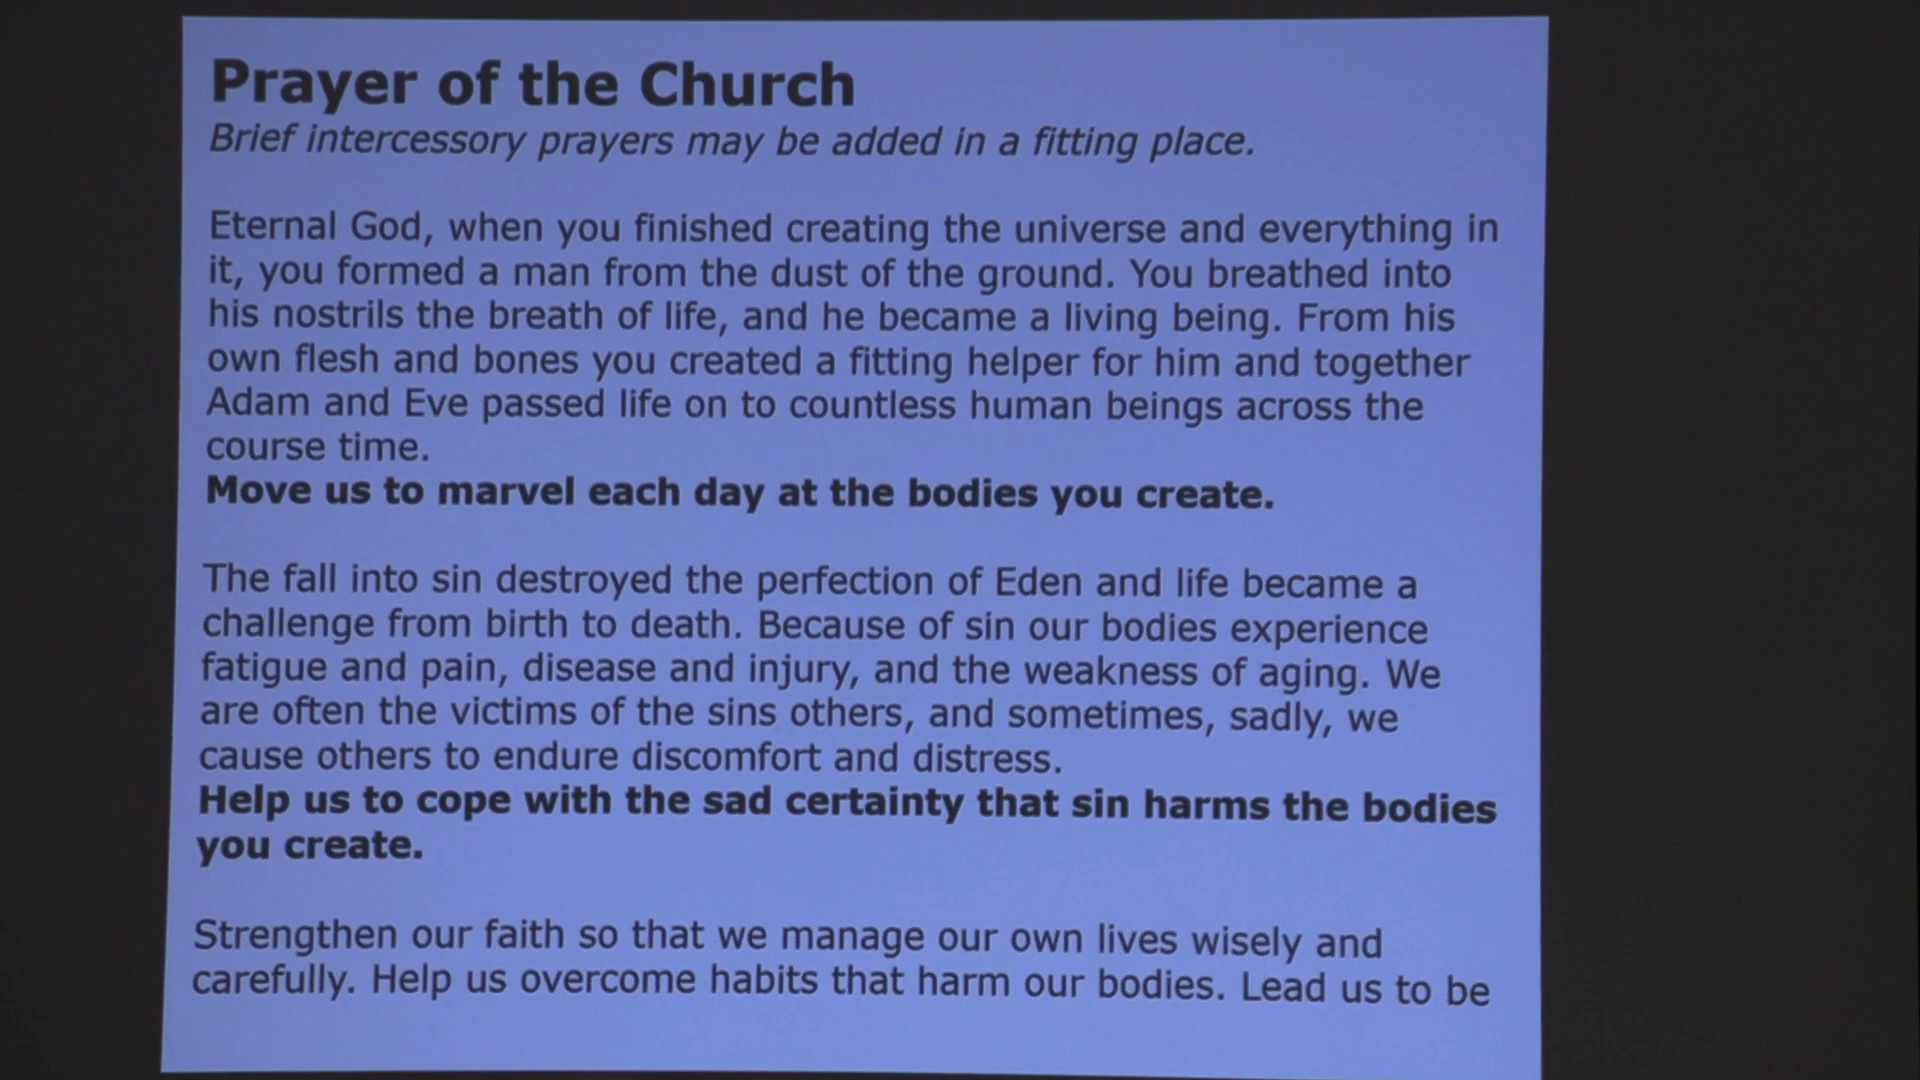 Prayer of the Church
Brief intercessory prayers may be added in a fitting place.
Eternal God, when you finished creating the universe and everything in
it, you formed a man from the dust of the ground. You breathed into
his nostrils the breath of life, and he became a living being. From his
own flesh and bones you created a fitting helper for him and together
Adam and Eve passed life on to countless human beings across the
course time.
Move us to marvel each day at the bodies you create.
The fall into sin destroyed the perfection of Eden and life became a
challenge from birth to death. Because of sin our bodies experience
fatigue and pain, disease and injury, and the weakness of aging. We
are often the victims of the sins others, and sometimes, sadly, we
cause others to endure discomfort and distress.
Help us to cope with the sad certainty that sin harms the bodies
you create.
Strengthen our faith so that we manage our own lives wisely and
carefully. Help us overcome habits that harm our bodies. Lead us to be